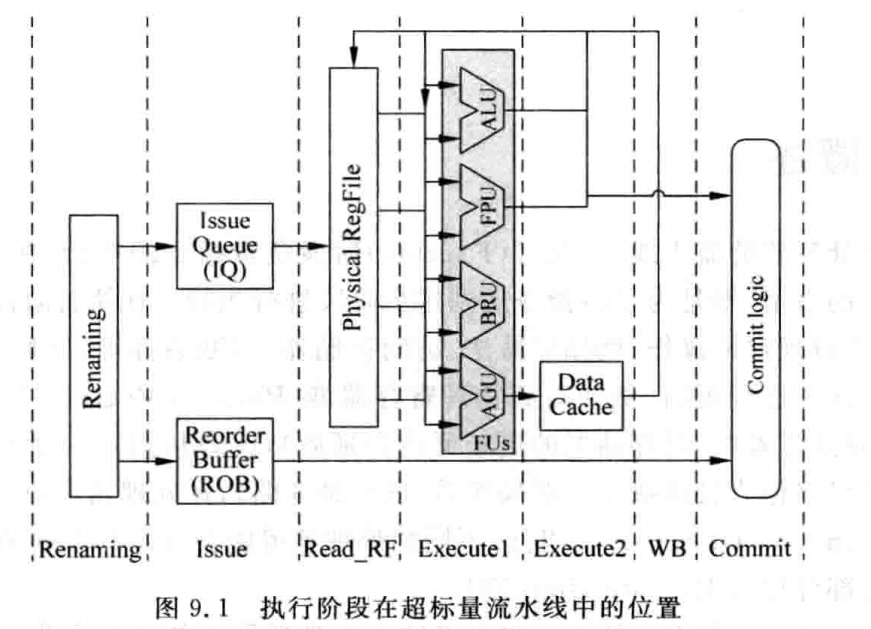 Renaming
Issue
Queue
(IQ)
Reorder
Buffer
(ROB)
Physical RegFile
ALU
FPU
BRU
AGU
FUs
Data
Cache
Commit logic
Renaming Issue Read_RF Execute1 Execute2 WB Commit
图 9.1 执行阶段在超标量流水线中的位置